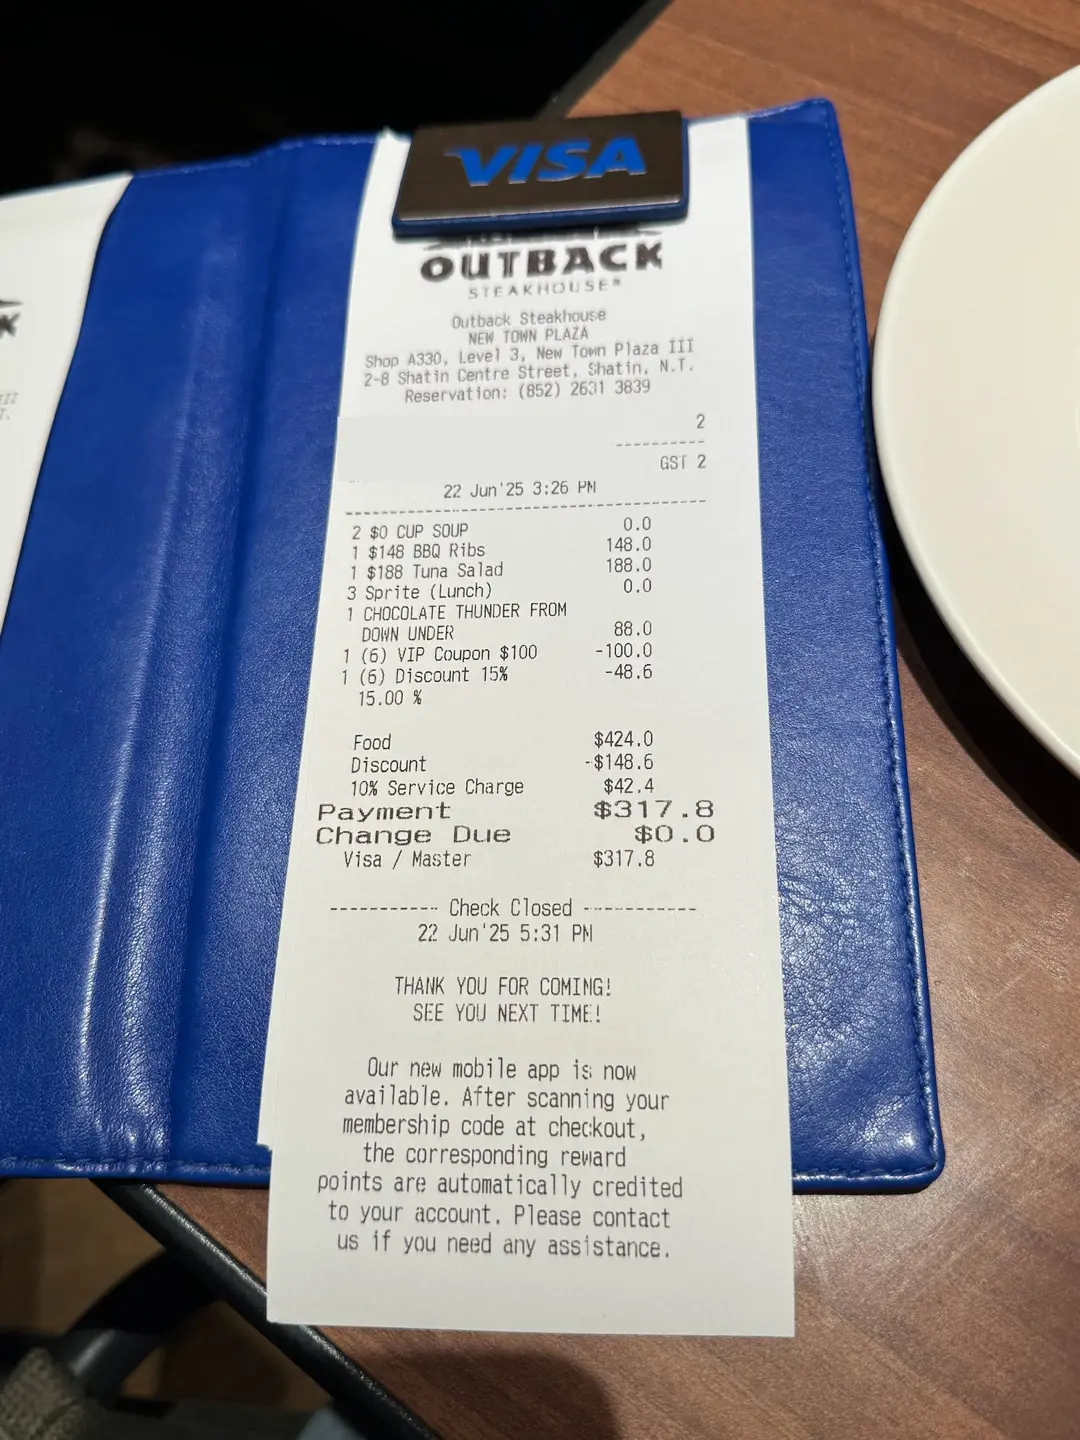 VISA
OUTBACK
STEAKHOUSE®
Outback Steakhouse
NEW TOWN PLAZA
Shop A330, Level 3, New Town Plaza III
2-8 Shatin Centre Street, Shatin, N.T.
Reservation: (852) 2631 3839
2
----------
GST 2
22 Jun'25 3:26 PM
----------------------------------------
2 $0 CUP SOUP 0.0
1 $148 BBQ Ribs 148.0
1 $188 Tuna Salad 188.0
3 Sprite (Lunch) 0.0
1 CHOCOLATE THUNDER FROM
DOWN UNDER 88.0
1 (6) VIP Coupon $100 -100.0
1 (6) Discount 15% -48.6
15.00 %
Food $424.0
Discount -$148.6
10% Service Charge $42.4
Payment $317.8
Change Due $0.0
Visa / Master $317.8
----------- Check Closed -----------
22 Jun'25 5:31 PM
THANK YOU FOR COMING!
SEE YOU NEXT TIME!
Our new mobile app is now
available. After scanning your
membership code at checkout,
the corresponding reward
points are automatically credited
to your account. Please contact
us if you need any assistance.
K
III
T.